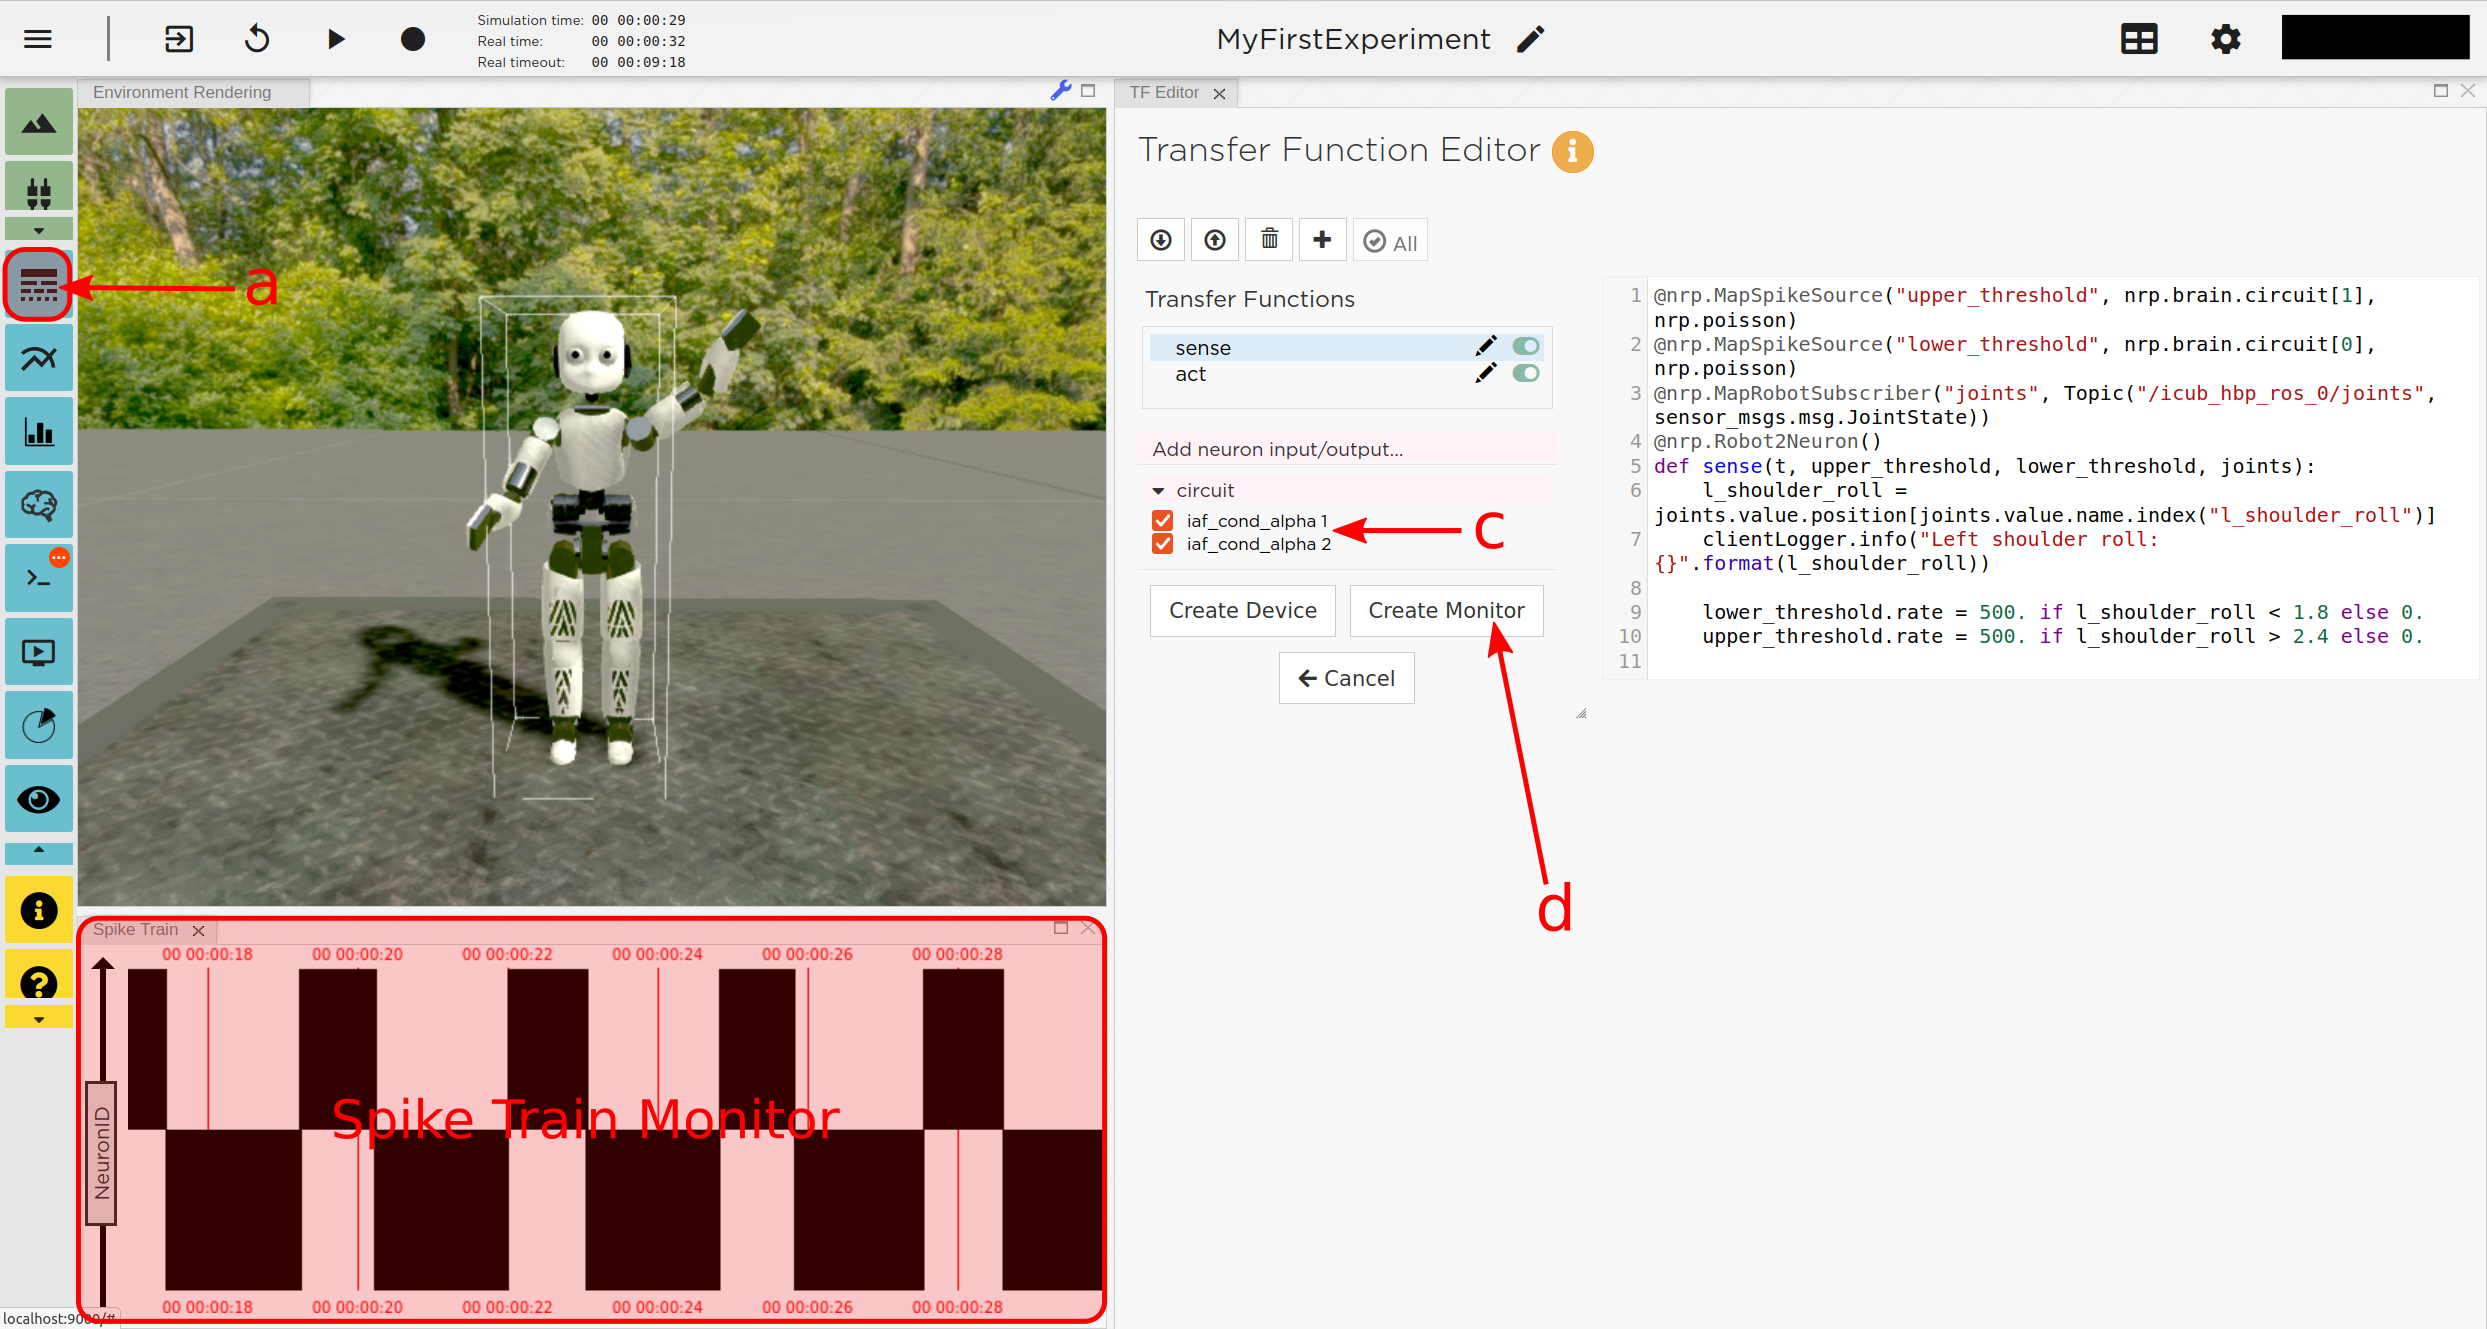 Simulation time: 00 00:00:29
Real time: 00 00:00:32
Real timeout: 00 00:09:18
MyFirstExperiment
Environment Rendering
TF Editor
Transfer Function Editor
All
a
Transfer Functions
sense
act
Add neuron input/output...
circuit
iaf_cond_alpha 1
iaf_cond_alpha 2
c
Create Device
Create Monitor
Cancel
d
1 @nrp.MapSpikeSource("upper_threshold", nrp.brain.circuit[1],
nrp.poisson)
2 @nrp.MapSpikeSource("lower_threshold", nrp.brain.circuit[0],
nrp.poisson)
3 @nrp.MapRobotSubscriber("joints", Topic("/icub_hbp_ros_0/joints",
sensor_msgs.msg.JointState))
4 @nrp.Robot2Neuron()
5 def sense(t, upper_threshold, lower_threshold, joints):
6 l_shoulder_roll =
joints.value.position[joints.value.name.index("l_shoulder_roll")]
7 clientLogger.info("Left shoulder roll:
{}".format(l_shoulder_roll))
8
9 lower_threshold.rate = 500. if l_shoulder_roll < 1.8 else 0.
10 upper_threshold.rate = 500. if l_shoulder_roll > 2.4 else 0.
11
Spike Train
00 00:00:18 00 00:00:20 00 00:00:22 00 00:00:24 00 00:00:26 00 00:00:28
Spike Train Monitor
NeuronID
00 00:00:18 00 00:00:20 00 00:00:22 00 00:00:24 00 00:00:26 00 00:00:28
localhost:9000/#